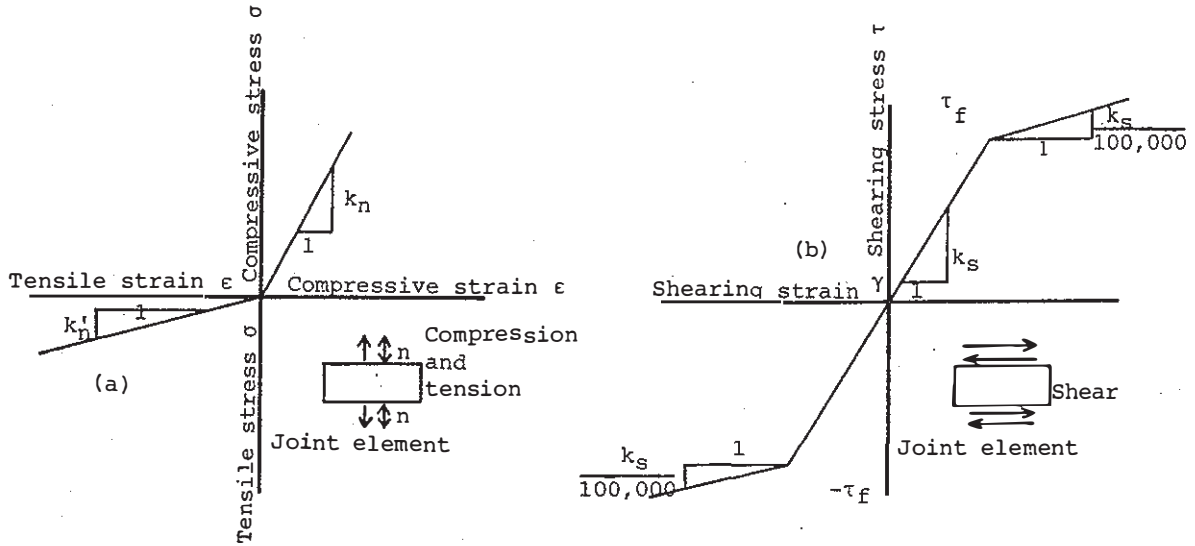 Tensile stress σ Compressive stress σ
k_n
1
Tensile strain ε
Compressive strain ε
k_n'
1
(a)
n
n
Compression
and
tension
Joint element
Shearing stress τ
τ_f
k_s
100,000
1
(b)
k_s
1
Shearing strain γ
Shear
Joint element
k_s
100,000
1
-τ_f